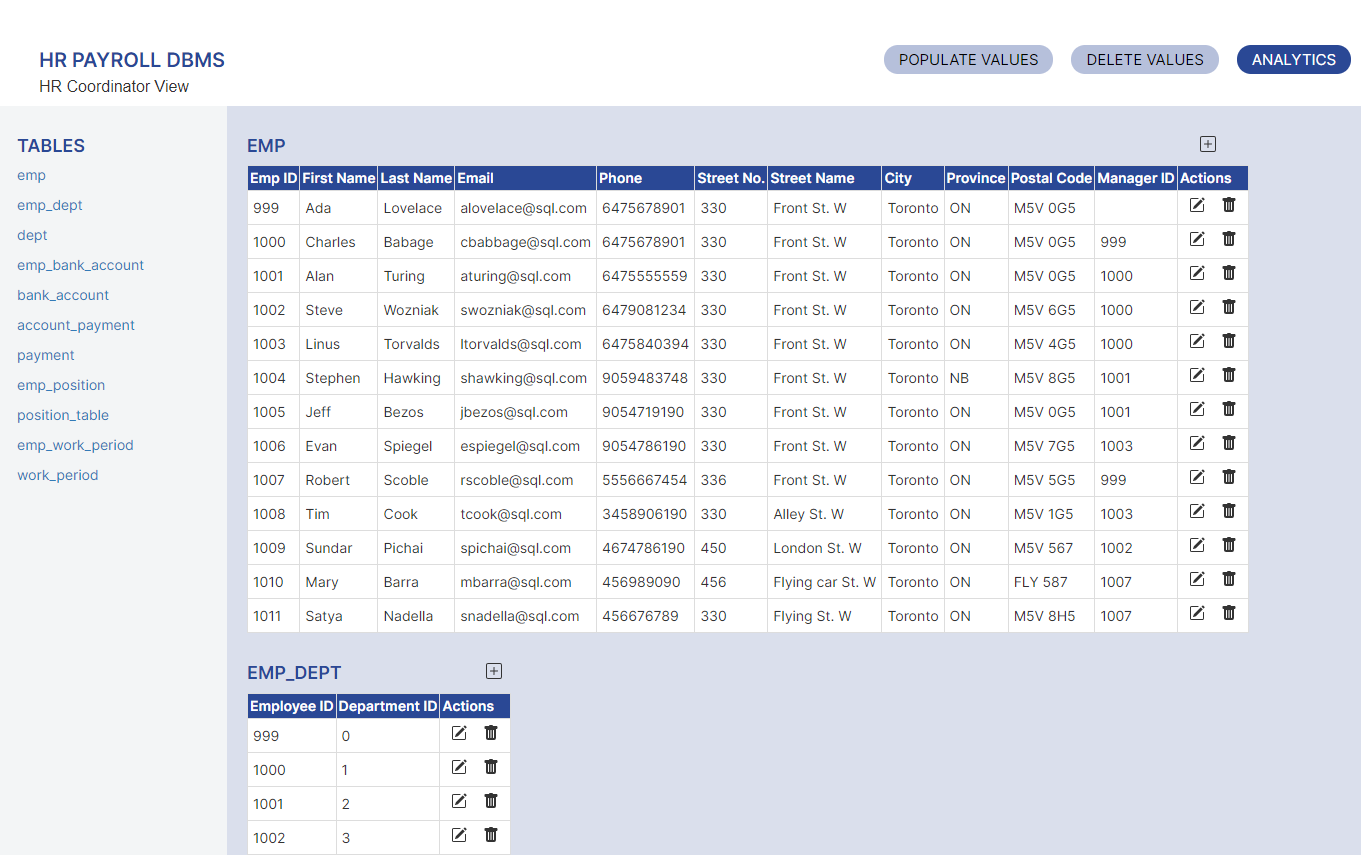 HR PAYROLL DBMS
HR Coordinator View
POPULATE VALUES DELETE VALUES ANALYTICS
TABLES
emp
emp_dept
dept
emp_bank_account
bank_account
account_payment
payment
emp_position
position_table
emp_work_period
work_period
EMP
Emp ID First Name Last Name Email Phone Street No. Street Name City Province Postal Code Manager ID Actions
999 Ada Lovelace alovelace@sql.com 6475678901 330 Front St. W Toronto ON M5V 0G5
1000 Charles Babage cbabbage@sql.com 6475678901 330 Front St. W Toronto ON M5V 0G5 999
1001 Alan Turing aturing@sql.com 6475555559 330 Front St. W Toronto ON M5V 0G5 1000
1002 Steve Wozniak swozniak@sql.com 6479081234 330 Front St. W Toronto ON M5V 6G5 1000
1003 Linus Torvalds ltorvalds@sql.com 6475840394 330 Front St. W Toronto ON M5V 4G5 1000
1004 Stephen Hawking shawking@sql.com 9059483748 330 Front St. W Toronto NB M5V 8G5 1001
1005 Jeff Bezos jbezos@sql.com 9054719190 330 Front St. W Toronto ON M5V 0G5 1001
1006 Evan Spiegel espiegel@sql.com 9054786190 330 Front St. W Toronto ON M5V 7G5 1003
1007 Robert Scoble rscoble@sql.com 5556667454 336 Front St. W Toronto ON M5V 5G5 999
1008 Tim Cook tcook@sql.com 3458906190 330 Alley St. W Toronto ON M5V 1G5 1003
1009 Sundar Pichai spichai@sql.com 4674786190 450 London St. W Toronto ON M5V 567 1002
1010 Mary Barra mbarra@sql.com 456989090 456 Flying car St. W Toronto ON FLY 587 1007
1011 Satya Nadella snadella@sql.com 456676789 330 Flying St. W Toronto ON M5V 8H5 1007
EMP_DEPT
Employee ID Department ID Actions
999 0
1000 1
1001 2
1002 3